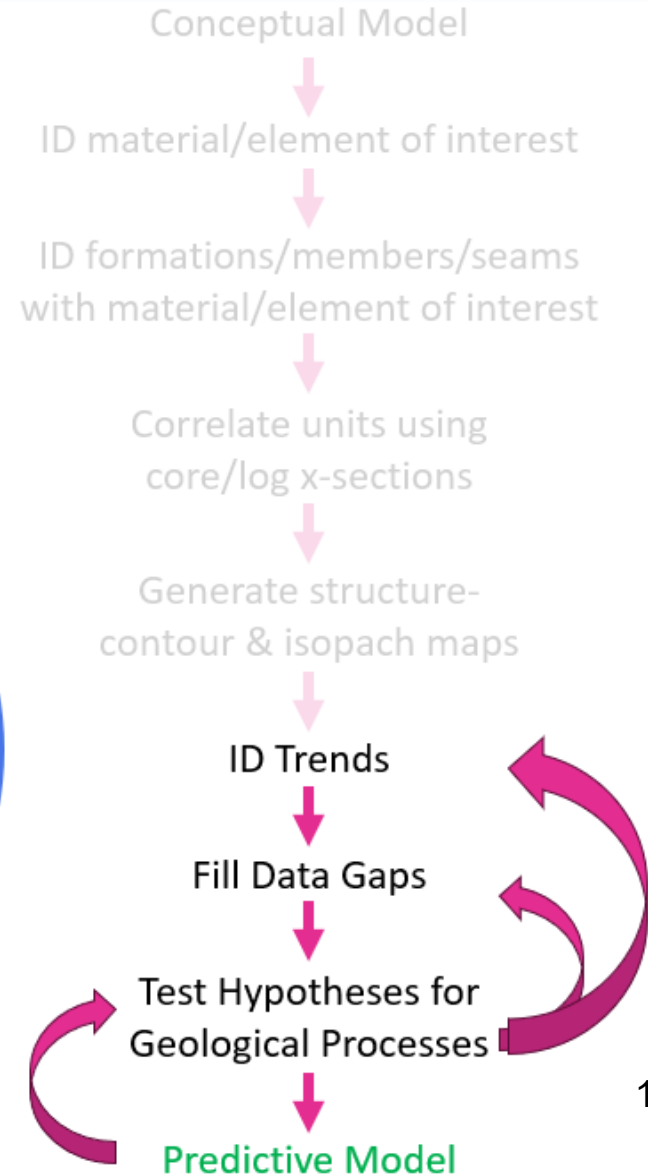 Conceptual Model
ID material/element of interest
ID formations/members/seams
with material/element of interest
Correlate units using
core/log x-sections
Generate structure-
contour & isopach maps
ID Trends
Fill Data Gaps
Test Hypotheses for
Geological Processes
1
Predictive Model